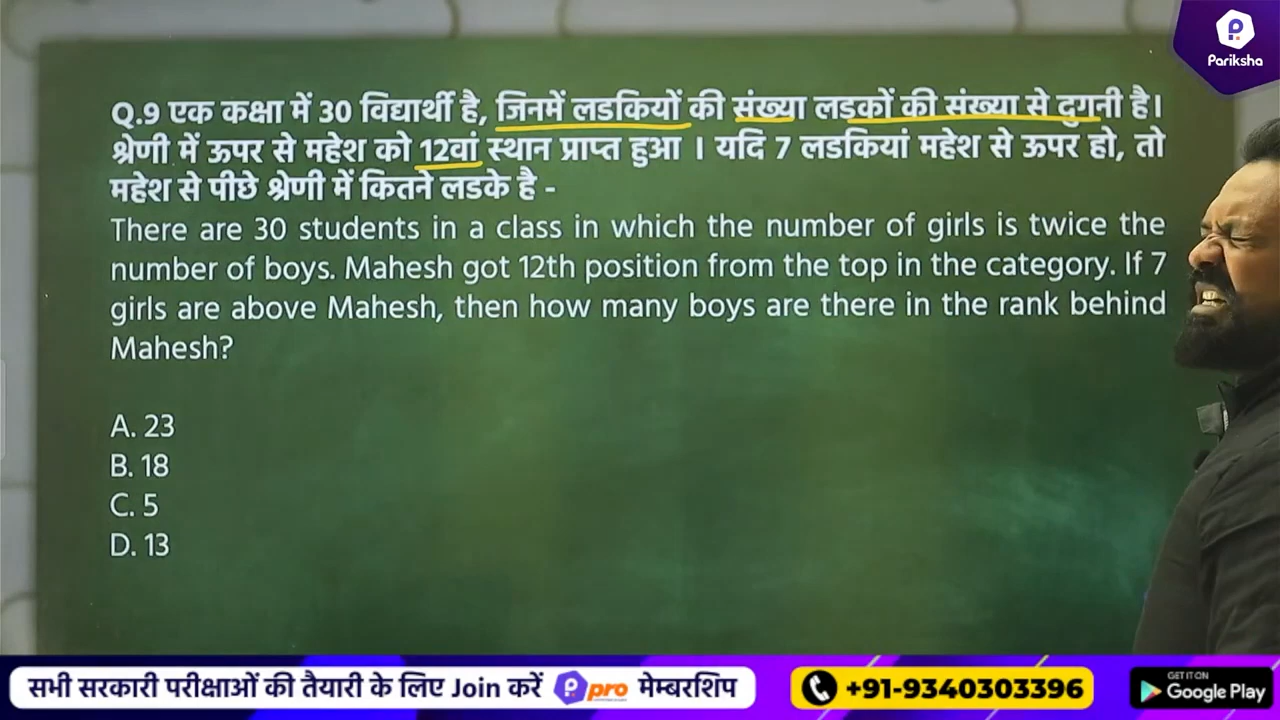 Pariksha
Q.9 एक कक्षा में 30 विद्यार्थी है, जिनमें लडकियों की संख्या लडकों की संख्या से दुगनी है।
श्रेणी में ऊपर से महेश को 12वां स्थान प्राप्त हुआ । यदि 7 लडकियां महेश से ऊपर हो, तो
महेश से पीछे श्रेणी में कितने लडके है -
There are 30 students in a class in which the number of girls is twice the
number of boys. Mahesh got 12th position from the top in the category. If 7
girls are above Mahesh, then how many boys are there in the rank behind
Mahesh?
A. 23
B. 18
C. 5
D. 13
सभी सरकारी परीक्षाओं की तैयारी के लिए Join करें pro मेम्बरशिप
+91-9340303396
GET IT ON
Google Play